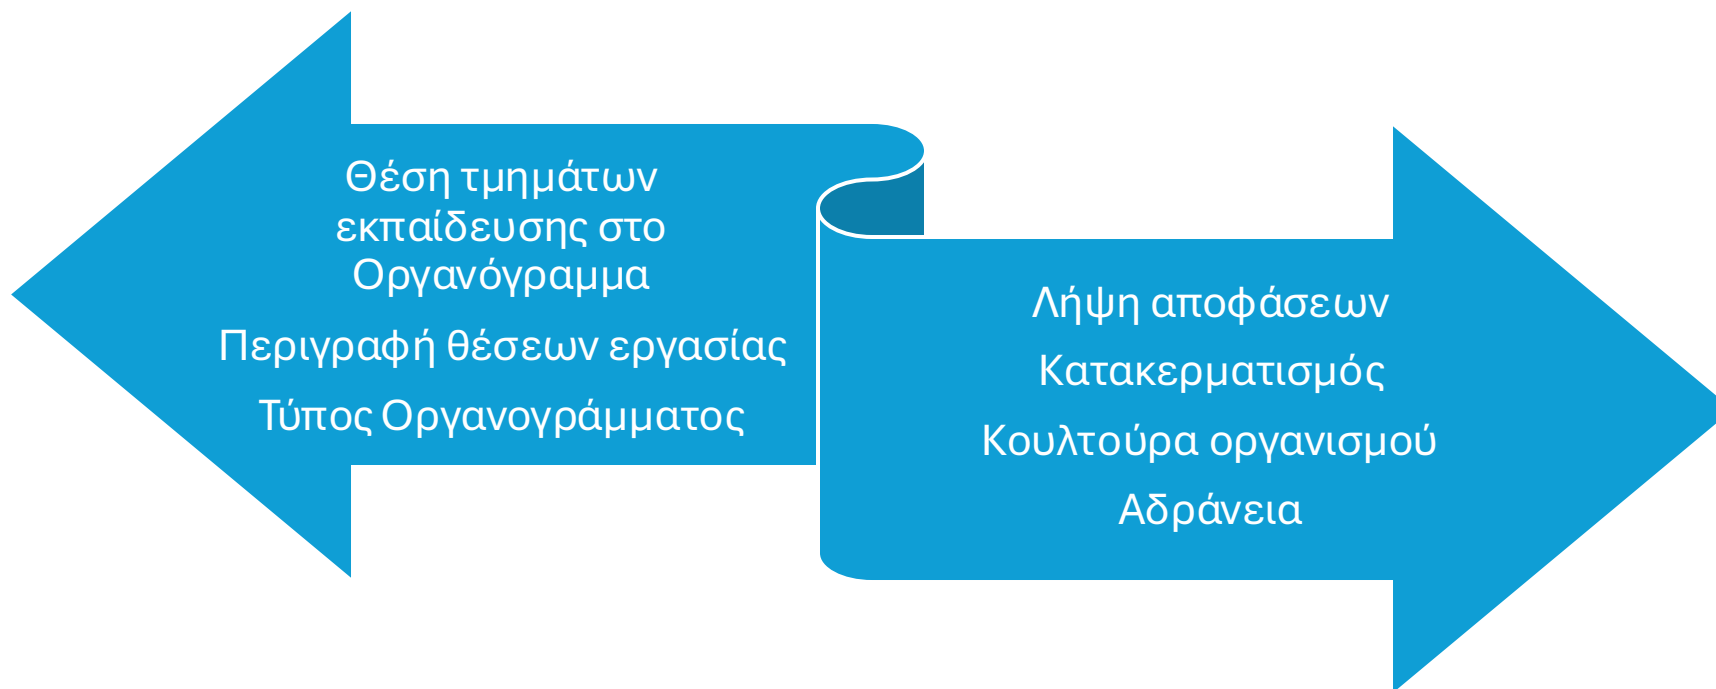 Θέση τμημάτων
εκπαίδευσης στο
Οργανόγραμμα
Περιγραφή θέσεων εργασίας
Τύπος Οργανογράμματος
Λήψη αποφάσεων
Κατακερματισμός
Κουλτούρα οργανισμού
Αδράνεια